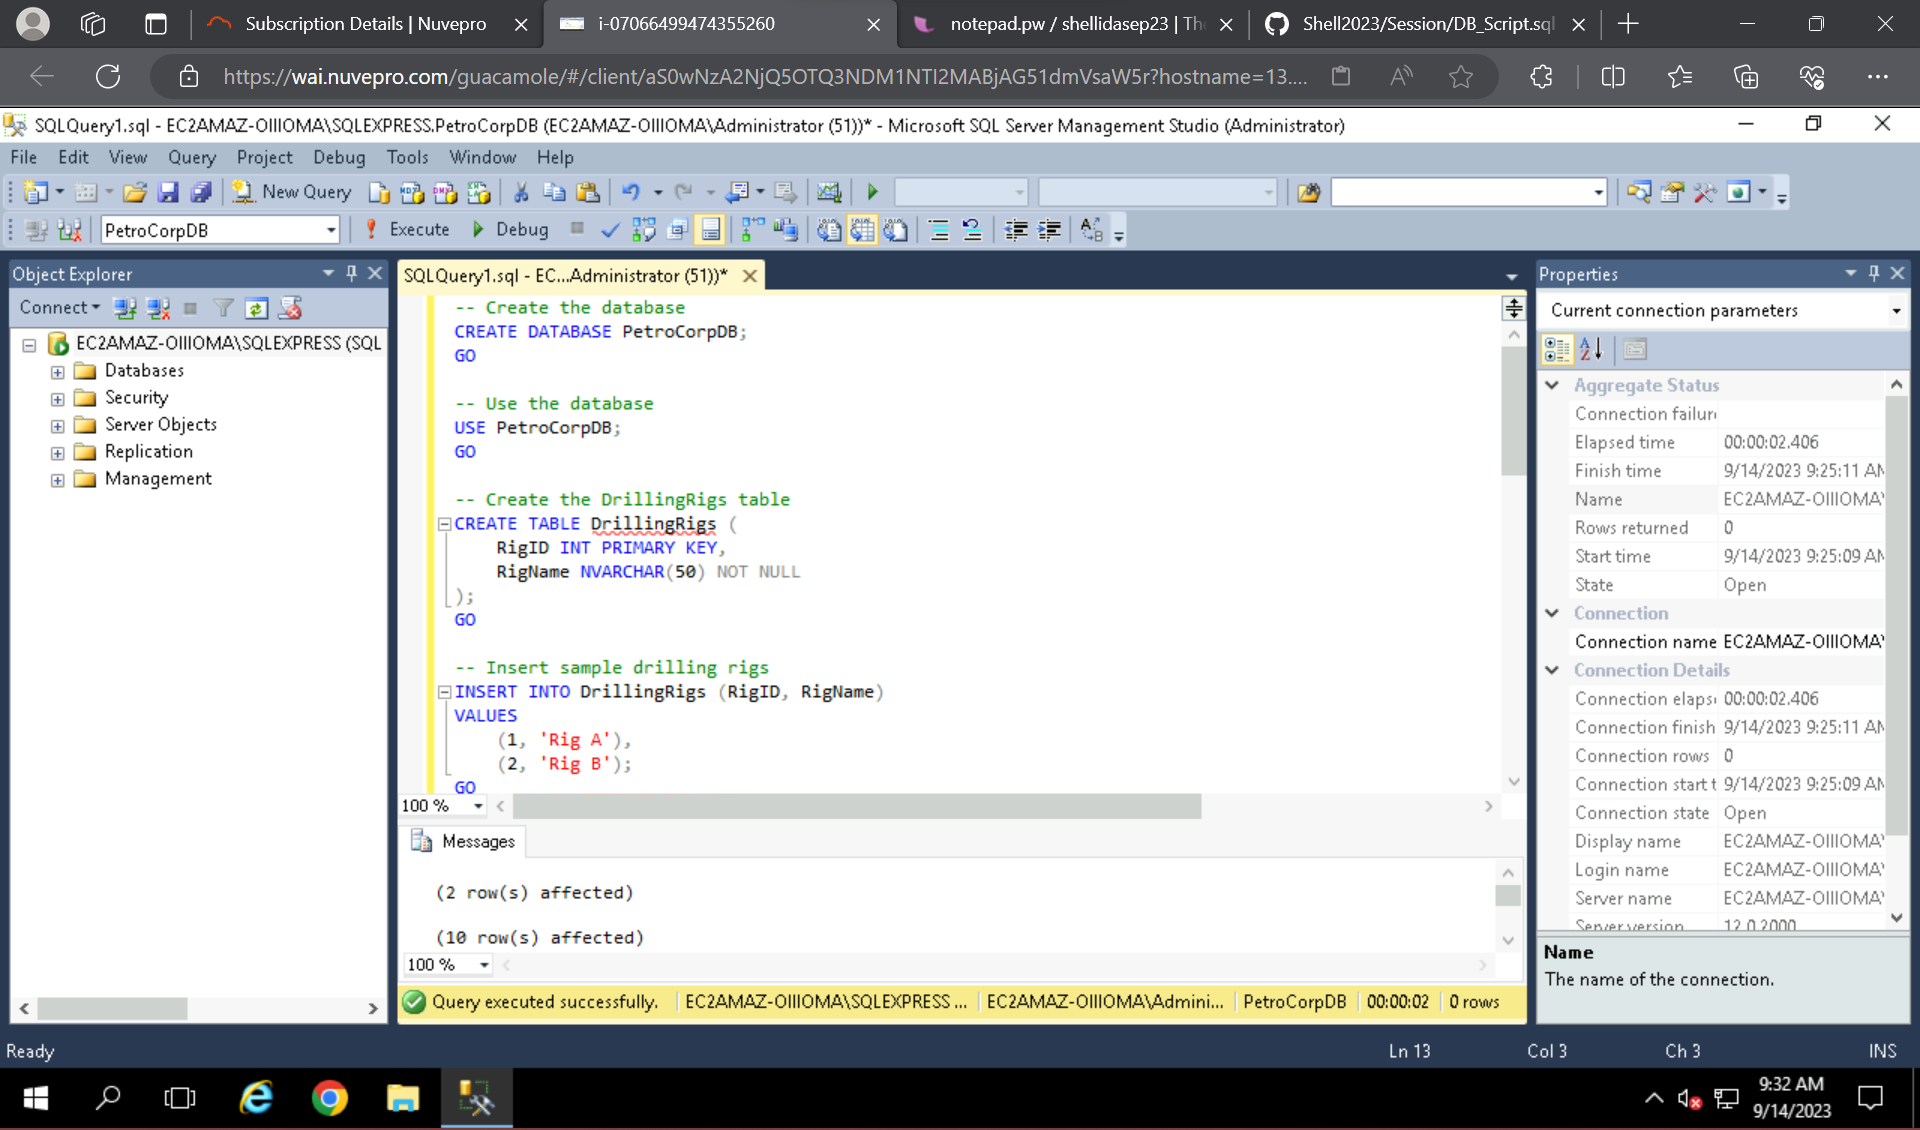 Subscription Details | Nuvepro
i-07066499474355260
notepad.pw / shellidasep23 | Th
Shell2023/Session/DB_Script.sql
https://wai.nuvepro.com/guacamole/#/client/aS0wNzA2NjQ5OTQ3NDM1NTI2MABjAG51dmVsaW5r?hostname=13....
SQLQuery1.sql - EC2AMAZ-OIIIOMA\SQLEXPRESS.PetroCorpDB (EC2AMAZ-OIIIOMA\Administrator (51))* - Microsoft SQL Server Management Studio (Administrator)
File Edit View Query Project Debug Tools Window Help
New Query
PetroCorpDB
Execute
Debug
Object Explorer
Connect
EC2AMAZ-OIIIOMA\SQLEXPRESS (SQL
Databases
Security
Server Objects
Replication
Management
SQLQuery1.sql - EC...Administrator (51))*
-- Create the database
CREATE DATABASE PetroCorpDB;
GO
-- Use the database
USE PetroCorpDB;
GO
-- Create the DrillingRigs table
CREATE TABLE DrillingRigs (
RigID INT PRIMARY KEY,
RigName NVARCHAR(50) NOT NULL
);
GO
-- Insert sample drilling rigs
INSERT INTO DrillingRigs (RigID, RigName)
VALUES
(1, 'Rig A'),
(2, 'Rig B');
GO
100 %
Messages
(2 row(s) affected)
(10 row(s) affected)
100 %
Query executed successfully.
EC2AMAZ-OIIIOMA\SQLEXPRESS ...
EC2AMAZ-OIIIOMA\Admini...
PetroCorpDB
00:00:02
0 rows
Properties
Current connection parameters
Aggregate Status
Connection failur
Elapsed time 00:00:02.406
Finish time 9/14/2023 9:25:11 AM
Name EC2AMAZ-OIIIOMA\
Rows returned 0
Start time 9/14/2023 9:25:09 AM
State Open
Connection
Connection name EC2AMAZ-OIIIOMA\
Connection Details
Connection elaps 00:00:02.406
Connection finish 9/14/2023 9:25:11 AM
Connection rows 0
Connection start t 9/14/2023 9:25:09 AM
Connection state Open
Display name EC2AMAZ-OIIIOMA\
Login name EC2AMAZ-OIIIOMA\
Server name EC2AMAZ-OIIIOMA\
Server version 12.0.2000
Name
The name of the connection.
Ready
Ln 13
Col 3
Ch 3
INS
9:32 AM
9/14/2023